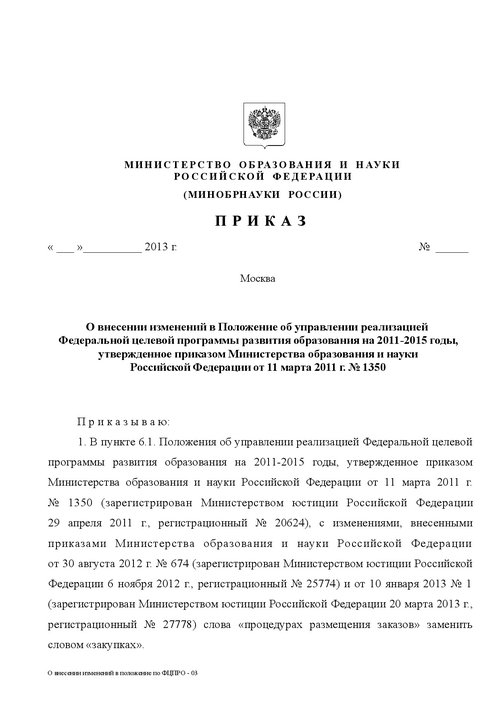 МИНИСТЕРСТВО ОБРАЗОВАНИЯ И НАУКИ
РОССИЙСКОЙ ФЕДЕРАЦИИ
(МИНОБРНАУКИ РОССИИ)
ПРИКАЗ
« ___ »__________ 2013 г. № ______
Москва
О внесении изменений в Положение об управлении реализацией
Федеральной целевой программы развития образования на 2011-2015 годы,
утвержденное приказом Министерства образования и науки
Российской Федерации от 11 марта 2011 г. № 1350
Приказываю:
1. В пункте 6.1. Положения об управлении реализацией Федеральной целевой
программы развития образования на 2011-2015 годы, утвержденное приказом
Министерства образования и науки Российской Федерации от 11 марта 2011 г.
№ 1350 (зарегистрирован Министерством юстиции Российской Федерации
29 апреля 2011 г., регистрационный № 20624), с изменениями, внесенными
приказами Министерства образования и науки Российской Федерации
от 30 августа 2012 г. № 674 (зарегистрирован Министерством юстиции Российской
Федерации 6 ноября 2012 г., регистрационный № 25774) и от 10 января 2013 № 1
(зарегистрирован Министерством юстиции Российской Федерации 20 марта 2013 г.,
регистрационный № 27778) слова «процедурах размещения заказов» заменить
словом «закупках».
О внесении изменений в положение по ФЦПРО - 03